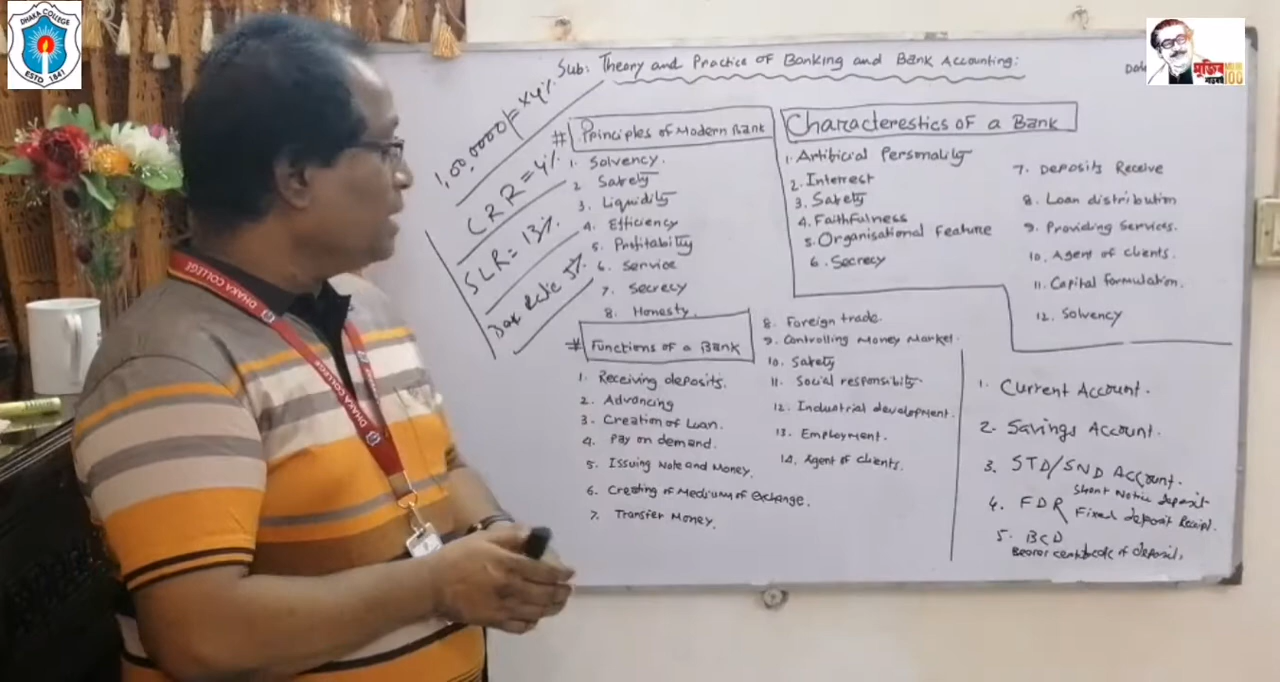 DHAKA COLLEGE
ESTD 1841
Sub: Theory and Practice of Banking and Bank Accounting:
মুজিব
100
1,00,0000/= x4%
CRR = 4%
SLR = 13%
5%
# Principles of Modern Bank
1. Solvency.
2 Safety
3. Liquidity
4. Efficiency
5. Profitability
6. Service
7. Secrecy
8. Honesty.
Characterestics of a Bank
1. Artificial Personality
2. Interest
3. Safety
4. Faithfulness
5. Organisational Feature
6. Secrecy
7. Deposits Receive
8. Loan distribution
9. Providing Services.
10. Agent of clients.
11. Capital formulation.
12. Solvency
# Functions of a Bank
1. Receiving deposits.
2. Advancing
3. Creation of Loan.
4. Pay on demand.
5. Issuing Note and Money.
6. Creating of Medium of Exchange.
7. Transfer Money.
8. Foreign trade.
9. Controlling Money Market.
10. Safety
11. Social responsibility.
12. Industrial development.
13. Employment.
14. Agent of clients.
1. Current Account.
2. Savings Account.
3. STD/SND Account.
Short Notice deposit
4. FDR
Fixed deposit Receipt.
5. BCD
Bearer certificate of deposit,
DHAKA COLLEGE
DHAKA COLLEGE